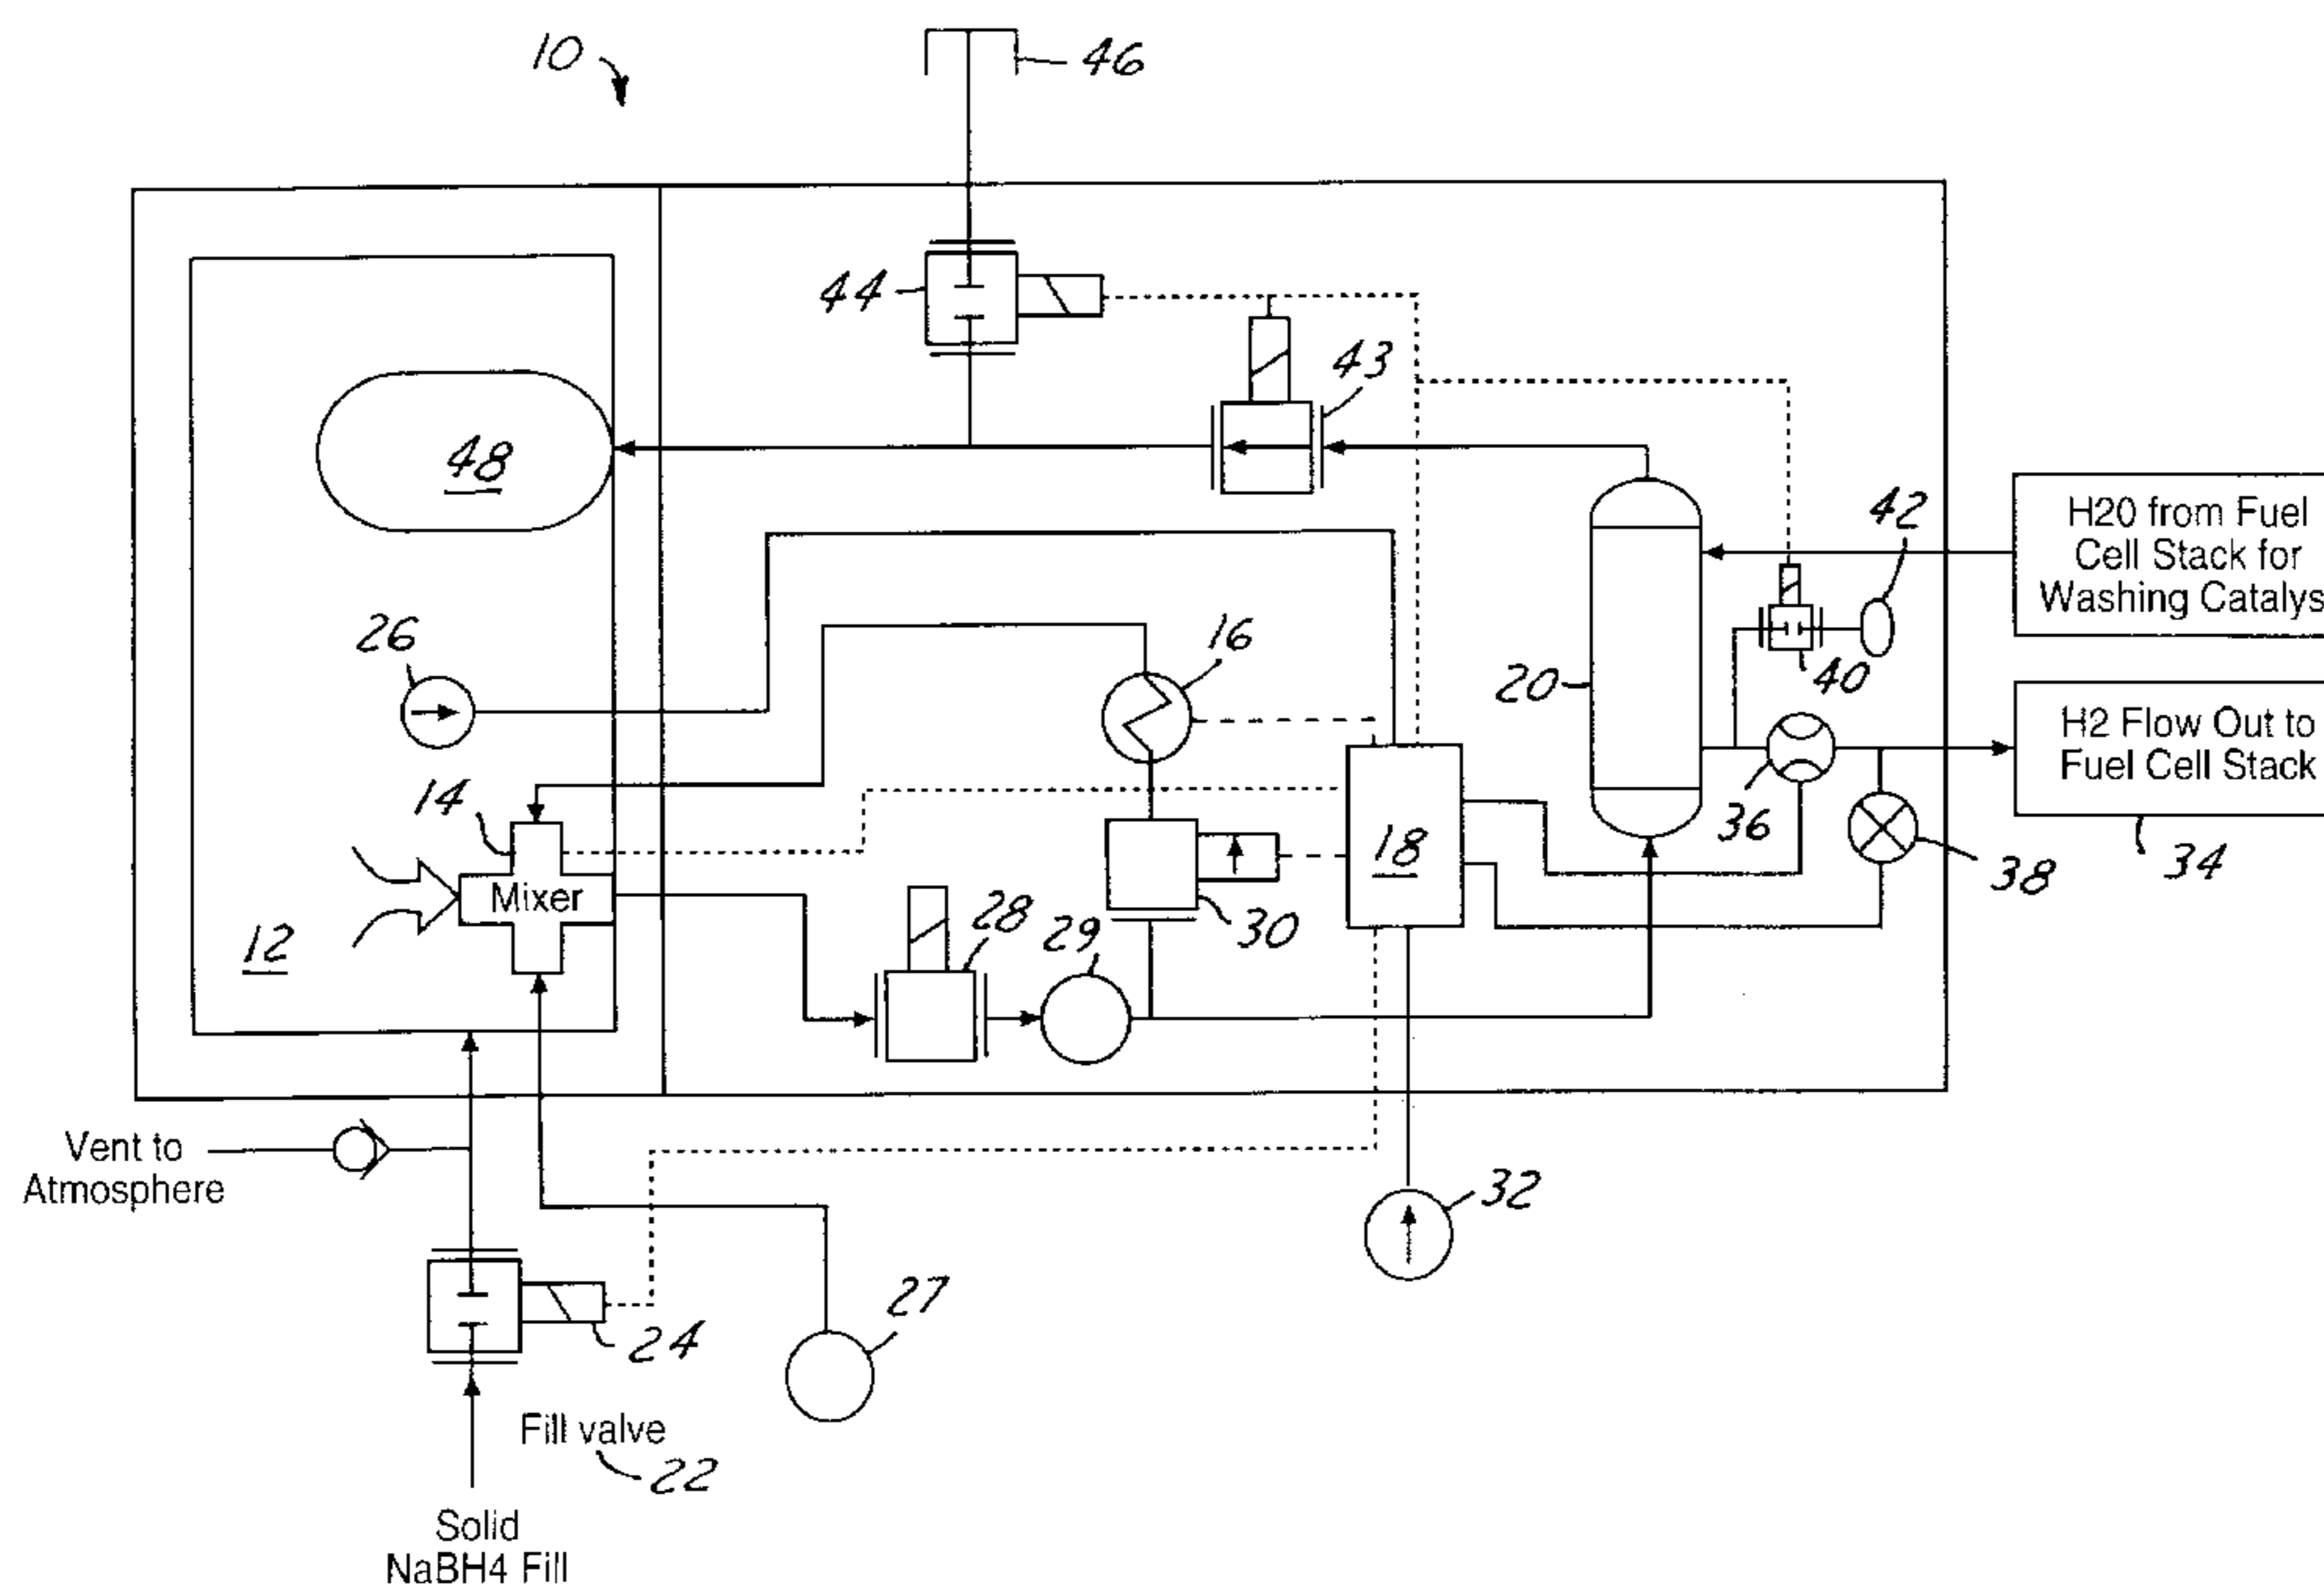 10
46
44
43
48
42
H20 from Fuel
Cell Stack for
Washing Catalys
26
16
20
40
14
H2 Flow Out to
Fuel Cell Stack
36
18
38
34
Mixer
12
28
29
30
Vent to
Atmosphere
32
24
27
Fill valve
22
Solid
NaBH4 Fill